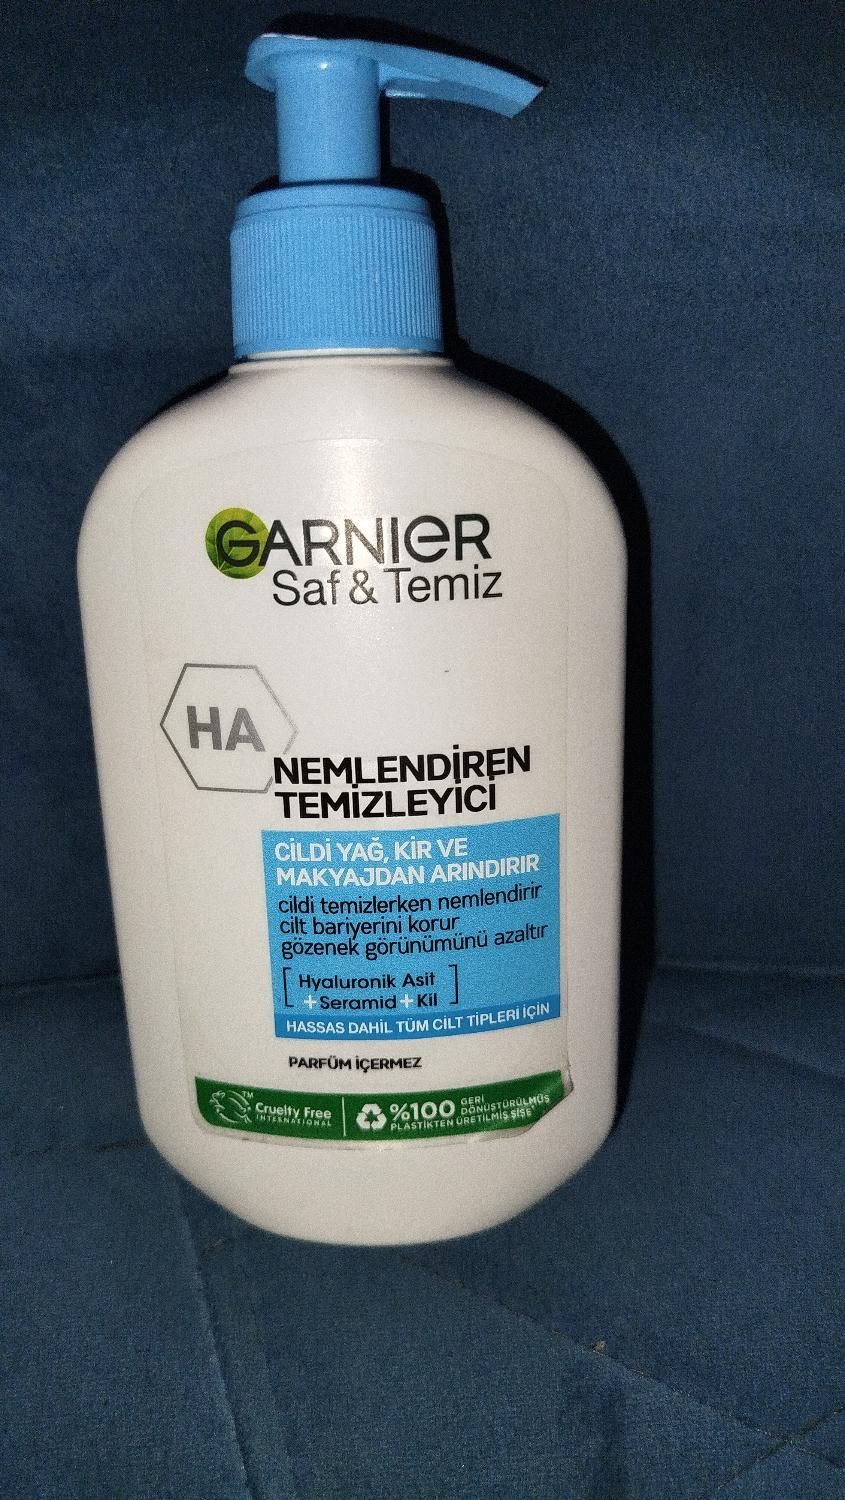 GARNIER
Saf & Temiz
HA
NEMLENDİREN
TEMİZLEYİCİ
CİLDİ YAĞ, KİR VE
MAKYAJDAN ARINDIRIR
cildi temizlerken nemlendirir
cilt bariyerini korur
gözenek görünümünü azaltır
[Hyaluronik Asit
+Seramid+Kil]
HASSAS DAHİL TÜM CİLT TİPLERİ İÇİN
PARFÜM İÇERMEZ
Cruelty Free TM
INTERNATIONAL
%100 GERİ
DÖNÜŞTÜRÜLMÜŞ
PLASTİKTEN ÜRETİLMİŞ ŞİŞE